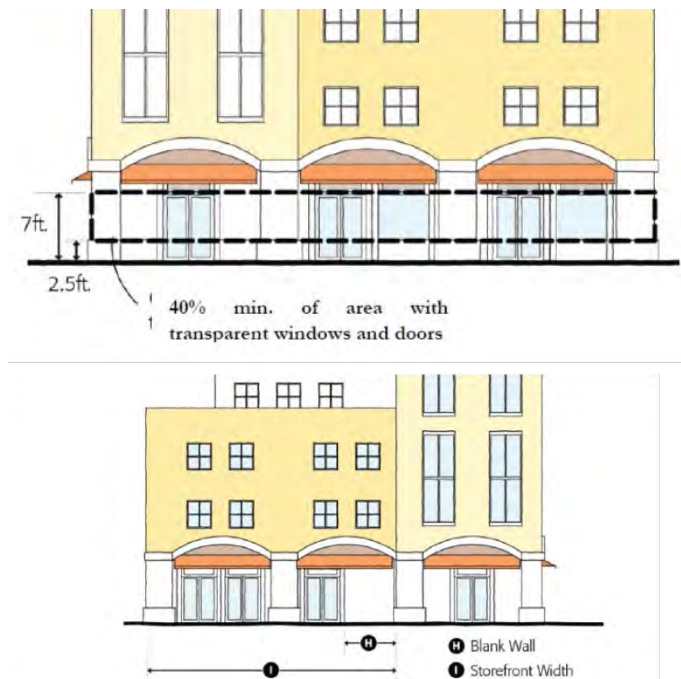 7ft.
2.5ft.
40% min. of area with
transparent windows and doors
H
H Blank Wall
I
I Storefront Width